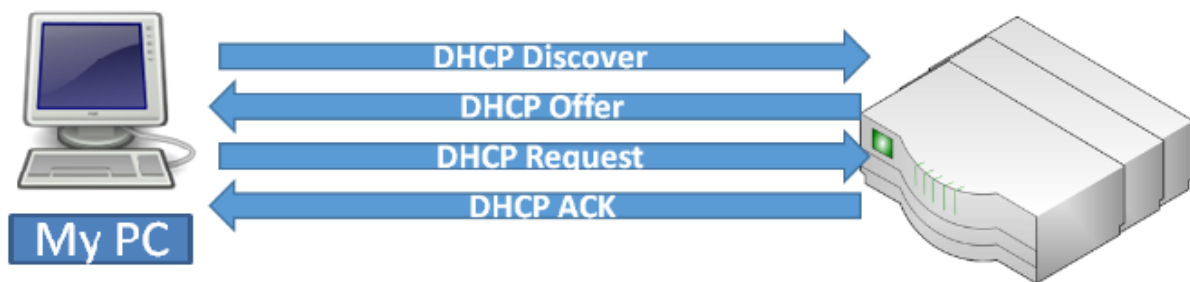 DHCP Discover
DHCP Offer
DHCP Request
DHCP ACK
My PC